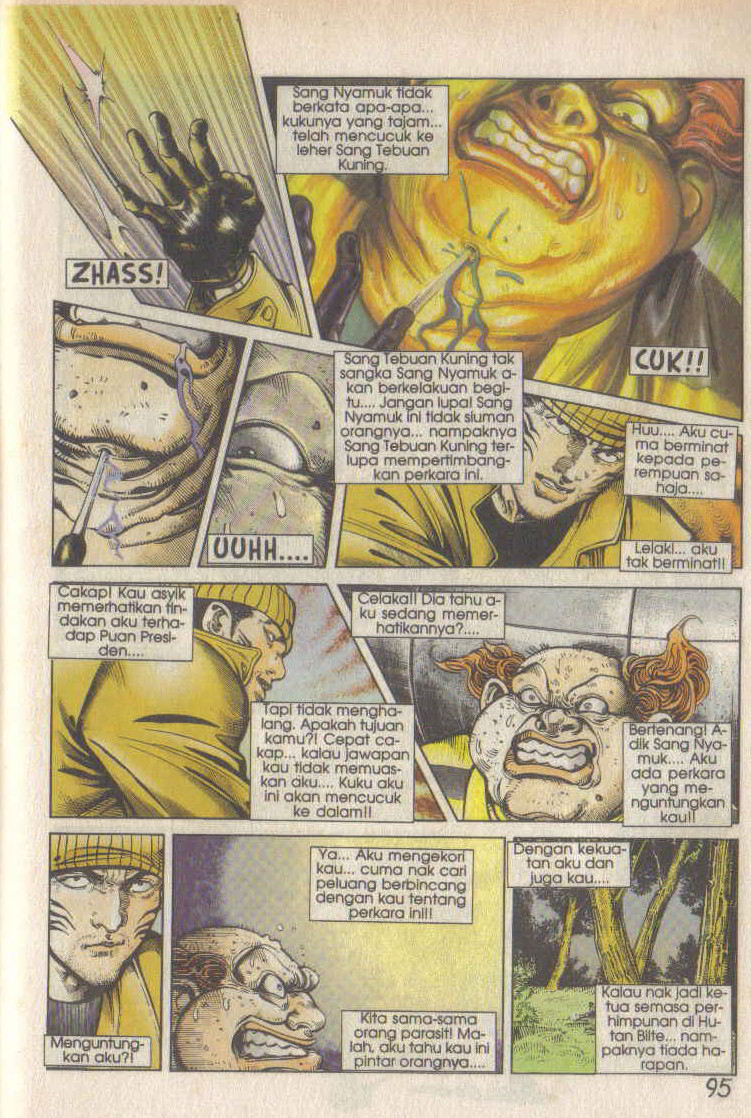 Sang Nyamuk tidak
berkata apa-apa...
kukunya yang tajam...
telah mencucuk ke
leher Sang Tebuan
Kuning.
ZHASS!
CUK!!
Sang Tebuan Kuning tak
sangka Sang Nyamuk a-
kan berkelakuan begi-
tu.... Jangan lupa! Sang
Nyamuk ini tidak siuman
orangnya... nampaknya
Sang Tebuan Kuning ter-
lupa mempertimbang-
kan perkara ini.
UUHH....
Huu.... Aku cu-
ma berminat
kepada pe-
rempuan sa-
haja....
Lelaki... aku
tak berminat!!
Cakap! Kau asyik
memerhatikan tin-
dakan aku terha-
dap Puan Presi-
den....
Tapi tidak mengha-
lang. Apakah tujuan
kamu?! Cepat ca-
kap... kalau jawapan
kau tidak memuas-
kan aku.... Kuku aku
ini akan mencucuk
ke dalam!!
Celaka!! Dia tahu a-
ku sedang memer-
hatikannya?....
Bertenang! A-
dik Sang Nya-
muk.... Aku
ada perkara
yang me-
nguntungkan
kau!!
Menguntung-
kan aku?!
Ya... Aku mengekori
kau... cuma nak cari
peluang berbincang
dengan kau tentang
perkara ini!!
Kita sama-sama
orang parasit! Ma-
lah, aku tahu kau ini
pintar orangnya....
Dengan kekua-
tan aku dan
juga kau....
Kalau nak jadi ke-
tua semasa per-
himpunan di Hu-
tan Bilte... nam-
paknya tiada ha-
rapan.
95